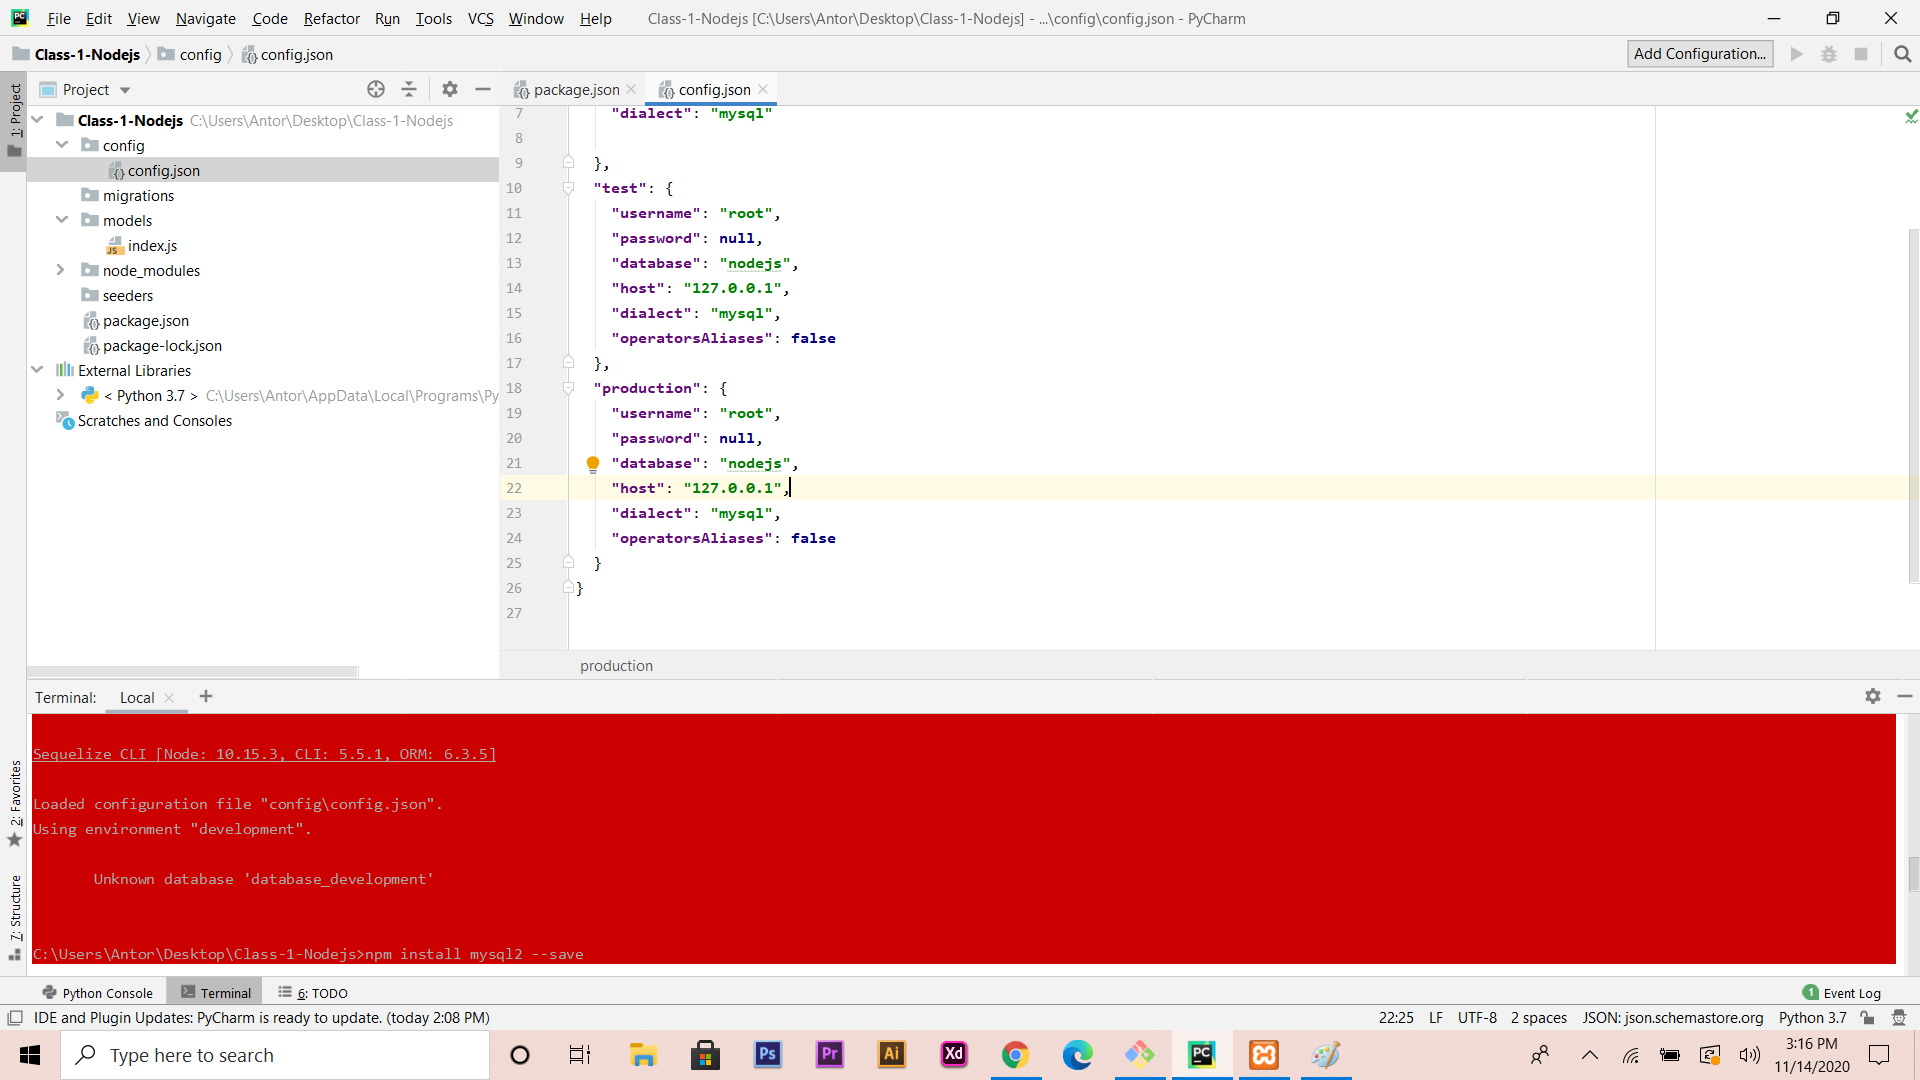 File Edit View Navigate Code Refactor Run Tools VCS Window Help Class-1-Nodejs [C:\Users\Antor\Desktop\Class-1-Nodejs] - ...\config\config.json - PyCharm
Class-1-Nodejs config config.json Add Configuration...
1: Project
Project
Class-1-Nodejs C:\Users\Antor\Desktop\Class-1-Nodejs
config
config.json
migrations
models
index.js
node_modules
seeders
package.json
package-lock.json
External Libraries
< Python 3.7 > C:\Users\Antor\AppData\Local\Programs\Py
Scratches and Consoles
package.json config.json
7 "dialect": "mysql"
8
9 },
10 "test": {
11 "username": "root",
12 "password": null,
13 "database": "nodejs",
14 "host": "127.0.0.1",
15 "dialect": "mysql",
16 "operatorsAliases": false
17 },
18 "production": {
19 "username": "root",
20 "password": null,
21 "database": "nodejs",
22 "host": "127.0.0.1",
23 "dialect": "mysql",
24 "operatorsAliases": false
25 }
26 }
27
production
Terminal: Local
Sequelize CLI [Node: 10.15.3, CLI: 5.5.1, ORM: 6.3.5]
Loaded configuration file "config\config.json".
Using environment "development".
Unknown database 'database_development'
C:\Users\Antor\Desktop\Class-1-Nodejs>npm install mysql2 --save
2: Favorites
7: Structure
Python Console Terminal 6: TODO 1 Event Log
IDE and Plugin Updates: PyCharm is ready to update. (today 2:08 PM) 22:25 LF UTF-8 2 spaces JSON: json.schemastore.org Python 3.7
Type here to search
Ps Pr Ai Xd PC
3:16 PM
11/14/2020